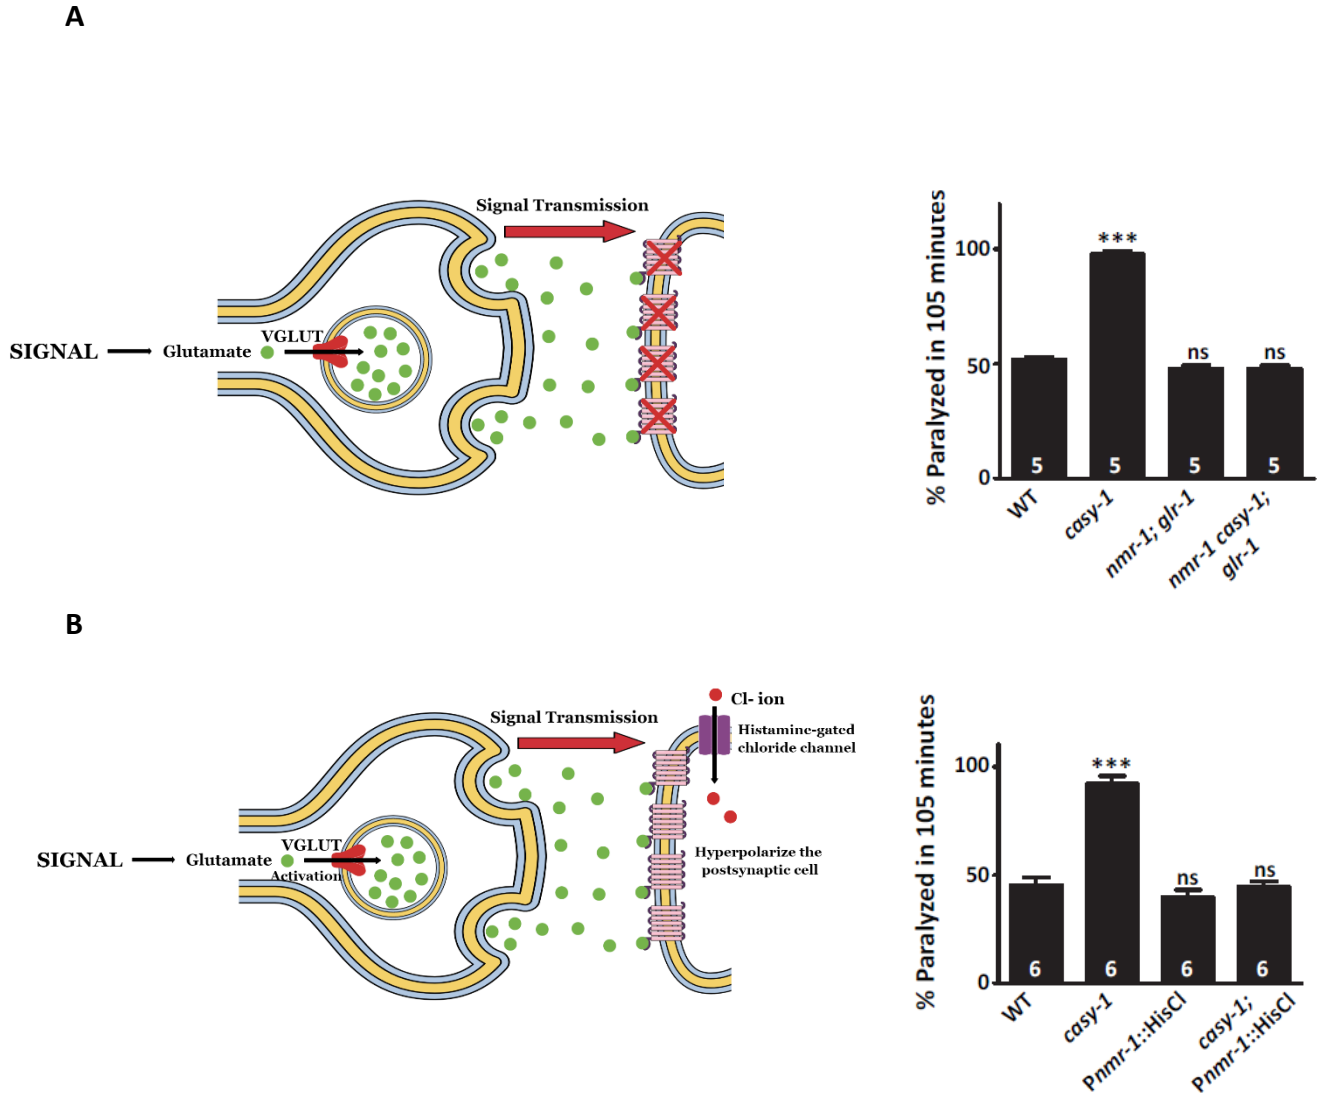 A
Signal Transmission
VGLUT
SIGNAL
Glutamate
% Paralyzed in 105 minutes
100
50
0
***
ns
ns
5
5
5
5
WT
casy-1
nmr-1; glr-1
nmr-1 casy-1;
glr-1
B
Cl- ion
Signal Transmission
Histamine-gated
chloride channel
VGLUT
SIGNAL
Glutamate
Activation
Hyperpolarize the
postsynaptic cell
% Paralyzed in 105 minutes
100
50
0
***
ns
ns
6
6
6
6
WT
casy-1
Pnmr-1::HisCl
casy-1;
Pnmr-1::HisCl